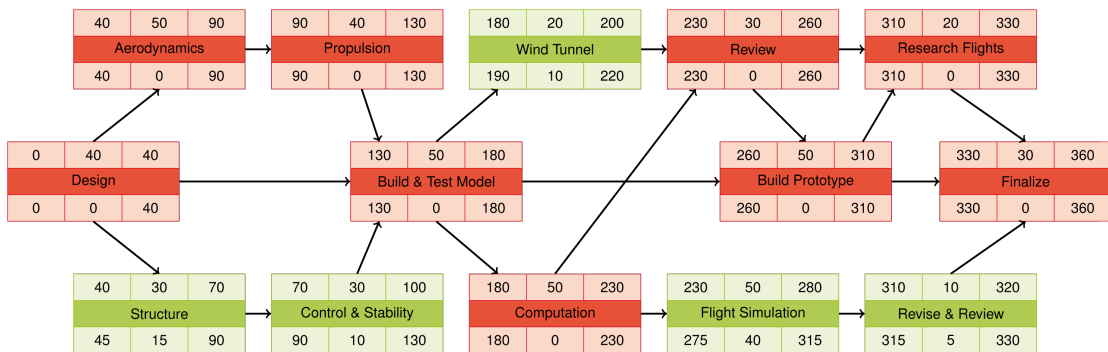 40 50 90 90 40 130 180 20 200 230 30 260 310 20 330
Aerodynamics Propulsion Wind Tunnel Review Research Flights
40 0 90 90 0 130 190 10 220 230 0 260 310 0 330
0 40 40 130 50 180 260 50 310 330 30 360
Design Build & Test Model Build Prototype Finalize
0 0 40 130 0 180 260 0 310 330 0 360
40 30 70 70 30 100 180 50 230 230 50 280 310 10 320
Structure Control & Stability Computation Flight Simulation Revise & Review
45 15 90 90 10 130 180 0 230 275 40 315 315 5 330